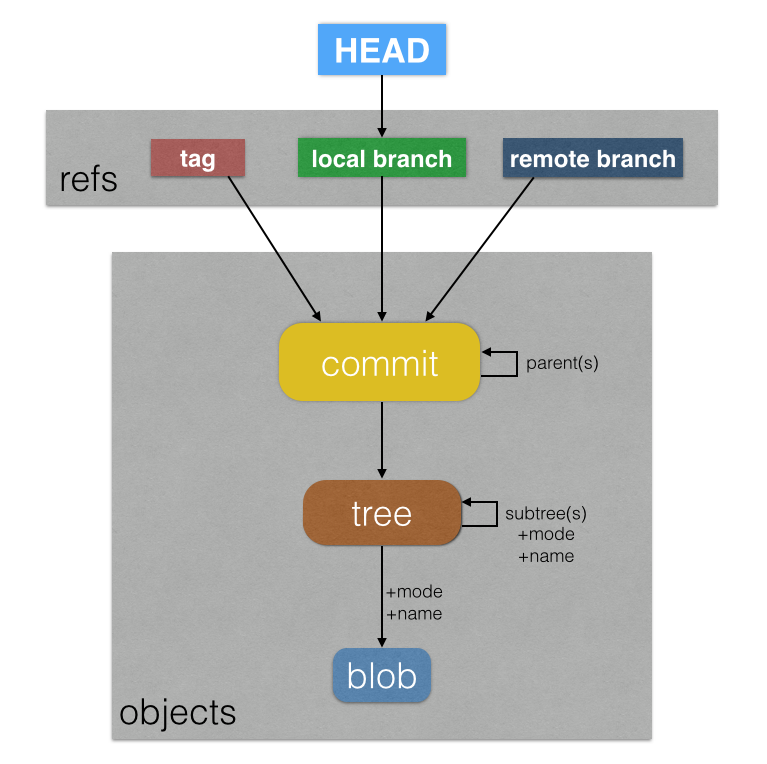 HEAD
tag
local branch
remote branch
refs
commit
parent(s)
tree
subtree(s)
+mode
+name
+mode
+name
blob
objects